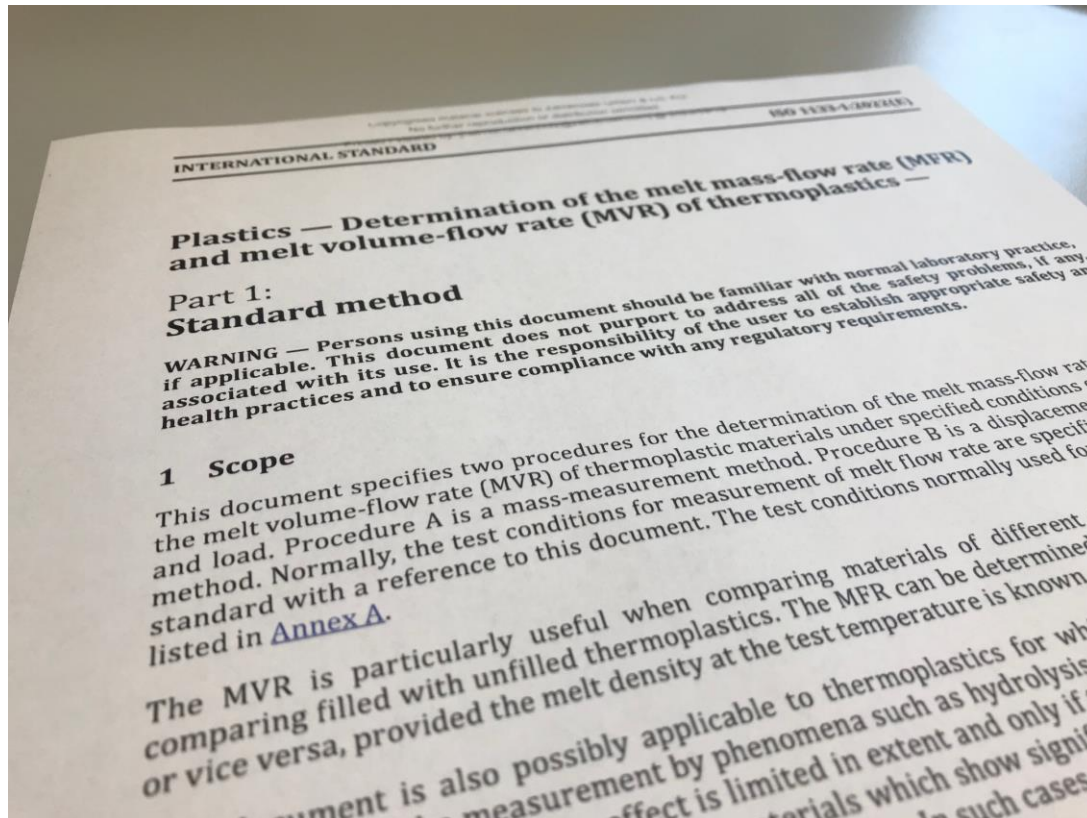 No further reproduction or distribution permitted
INTERNATIONAL STANDARD
ISO 1133-1:2022(E)
Plastics — Determination of the melt mass-flow rate (MFR)
and melt volume-flow rate (MVR) of thermoplastics —
Part 1:
Standard method
WARNING — Persons using this document should be familiar with normal laboratory practice,
if applicable. This document does not purport to address all of the safety problems, if any,
associated with its use. It is the responsibility of the user to establish appropriate safety
health practices and to ensure compliance with any regulatory requirements.
1 Scope
This document specifies two procedures for the determination of the melt mass-flow
the melt volume-flow rate (MVR) of thermoplastic materials under specified conditions
and load. Procedure A is a mass-measurement method. Procedure B is a
method. Normally, the test conditions for measurement of melt flow rate are
standard with a reference to this document. The test conditions normally used
listed in Annex A.
The MVR is particularly useful when comparing materials of different
comparing filled with unfilled thermoplastics. The MFR can be determined
or vice versa, provided the melt density at the test temperature is known
is also possibly applicable to thermoplastics for
measurement by phenomena such as hydrolysis
effect is limited in extent and only if
which show
such cases